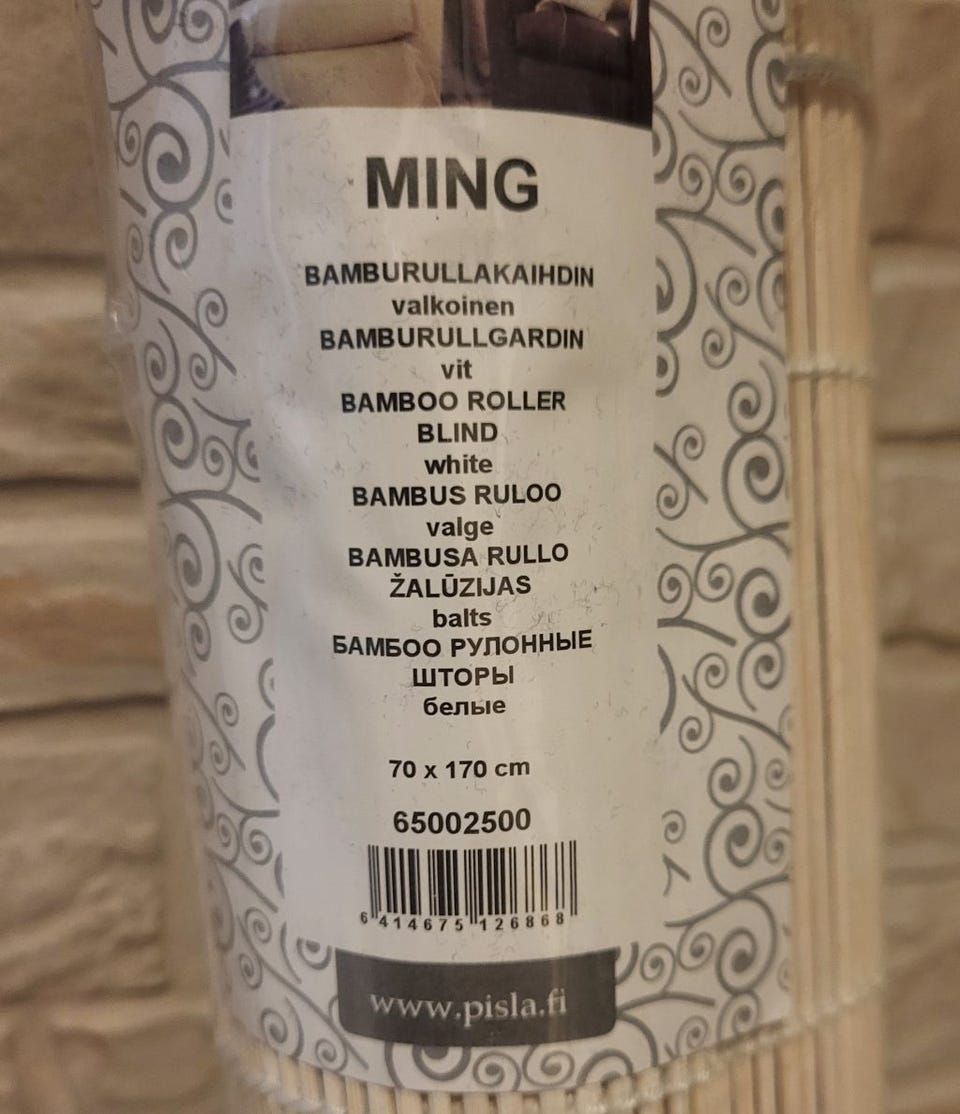 MING
BAMBURULLAKAIHDIN
valkoinen
BAMBURULLGARDIN
vit
BAMBOO ROLLER
BLIND
white
BAMBUS RULOO
valge
BAMBUSA RULLO
ŽALŪZIJAS
balts
БАМБОО РУЛОННЫЕ
ШТОРЫ
белые
70 x 170 cm
65002500
6 414675 126868
www.pisla.fi